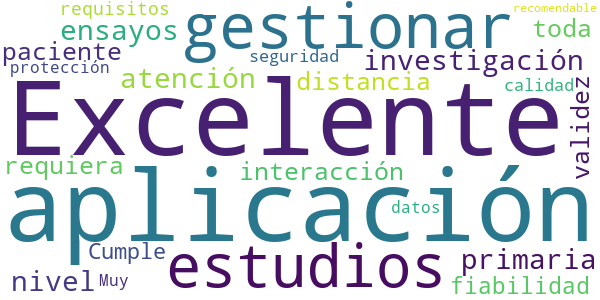 requisitos
recomendable
ensayos
gestionar
toda
paciente
seguridad
investigación
protección
atención
distancia
calidad
Excelente
validez
requiera
interacción
aplicación
datos
Cumple
estudios
primaria
nivel
Muy
fiabilidad